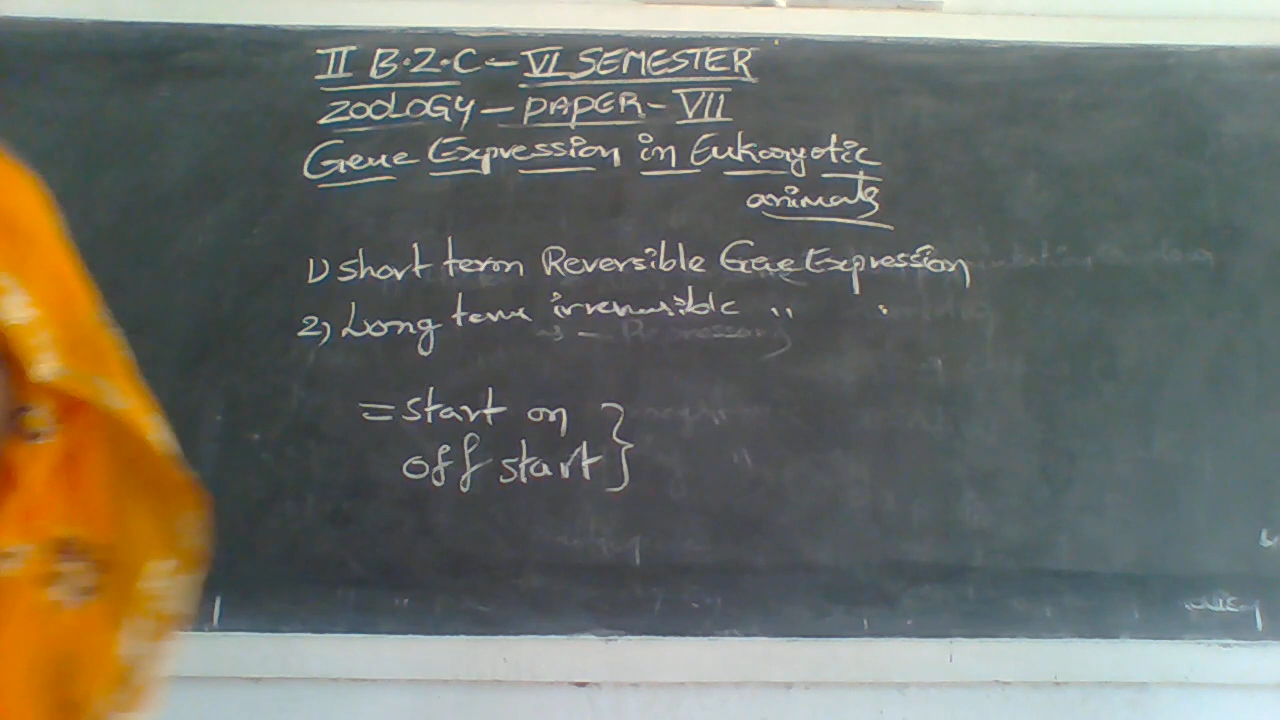 II B.Z.C - VI SEMESTER
ZOOLOGY - PAPER - VII
Gene Expression in Eukaryotic
animals
1) short term Reversible Gene Expression
2) Long term irreversible " "
= start on
off start }